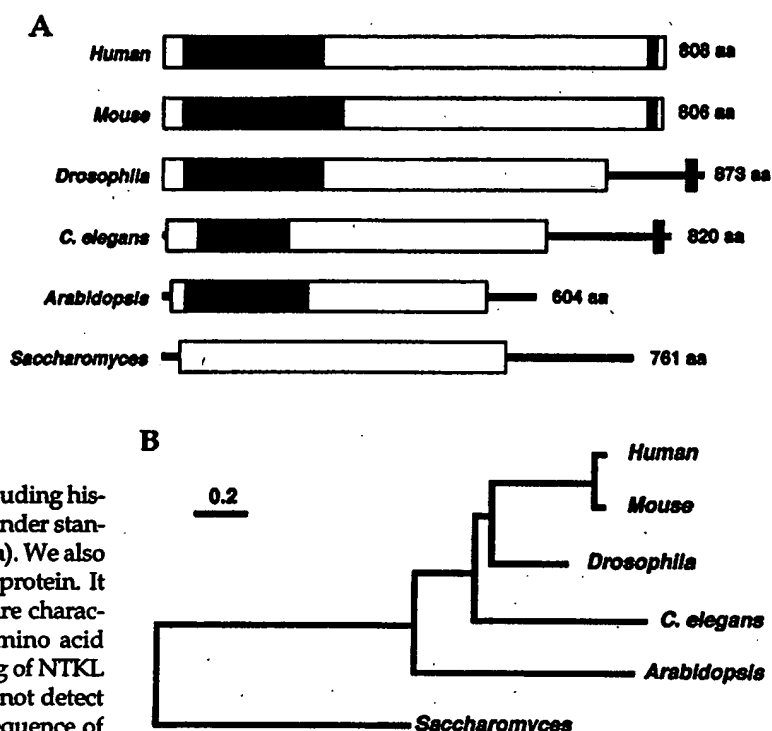 A
Human 808 aa
Mouse 806 aa
Drosophila 873 aa
C. elegans 820 aa
Arabidopsis 604 aa
Saccharomyces 761 aa
B
0.2
Human
Mouse
Drosophila
C. elegans
Arabidopsis
Saccharomyces
uding his-
nder stan-
a). We also
protein. It
re charac-
mino acid
g of NTKL
not detect
quence of